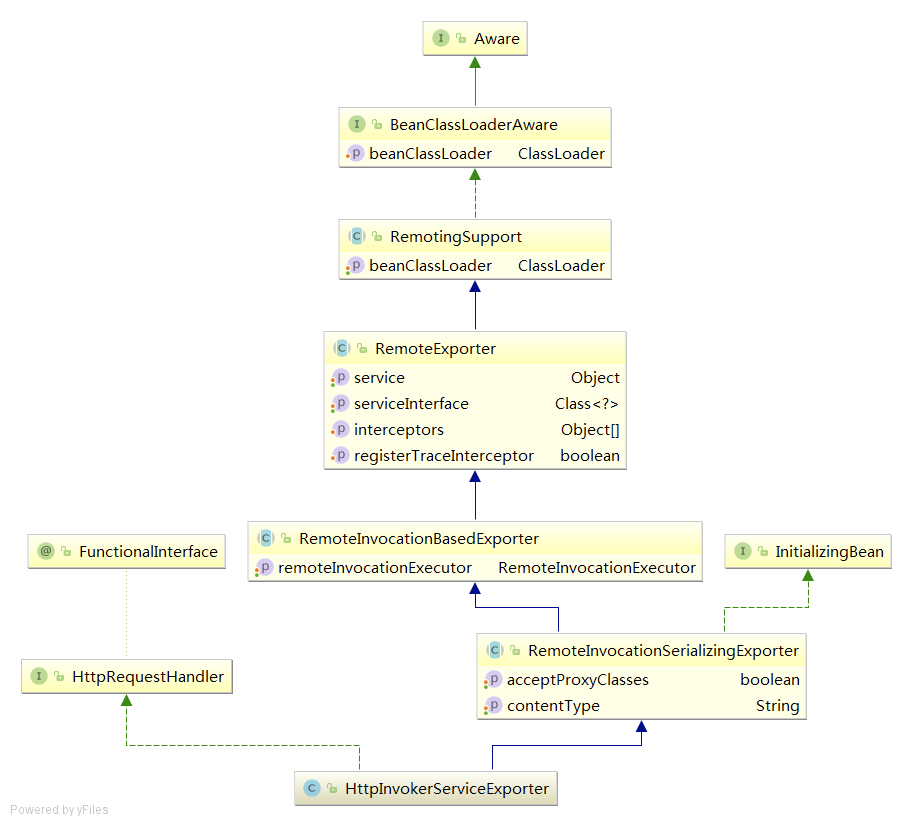 I Aware
I BeanClassLoaderAware
p beanClassLoader ClassLoader
C RemotingSupport
p beanClassLoader ClassLoader
C RemoteExporter
p service Object
p serviceInterface Class<?>
p interceptors Object[]
p registerTraceInterceptor boolean
C RemoteInvocationBasedExporter
p remoteInvocationExecutor RemoteInvocationExecutor
@ FunctionalInterface
I InitializingBean
I HttpRequestHandler
C RemoteInvocationSerializingExporter
p acceptProxyClasses boolean
p contentType String
C HttpInvokerServiceExporter
Powered by yFiles